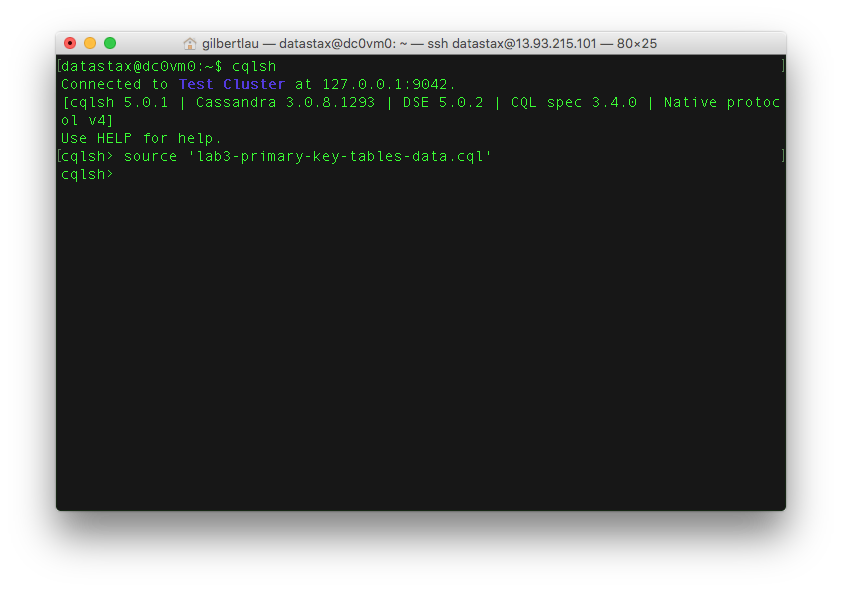 gilbertlau — datastax@dc0vm0: ~ — ssh datastax@13.93.215.101 — 80×25
[datastax@dc0vm0:~$ cqlsh ]
Connected to Test Cluster at 127.0.0.1:9042.
[cqlsh 5.0.1 | Cassandra 3.0.8.1293 | DSE 5.0.2 | CQL spec 3.4.0 | Native protoc
ol v4]
Use HELP for help.
[cqlsh> source 'lab3-primary-key-tables-data.cql' ]
cqlsh>